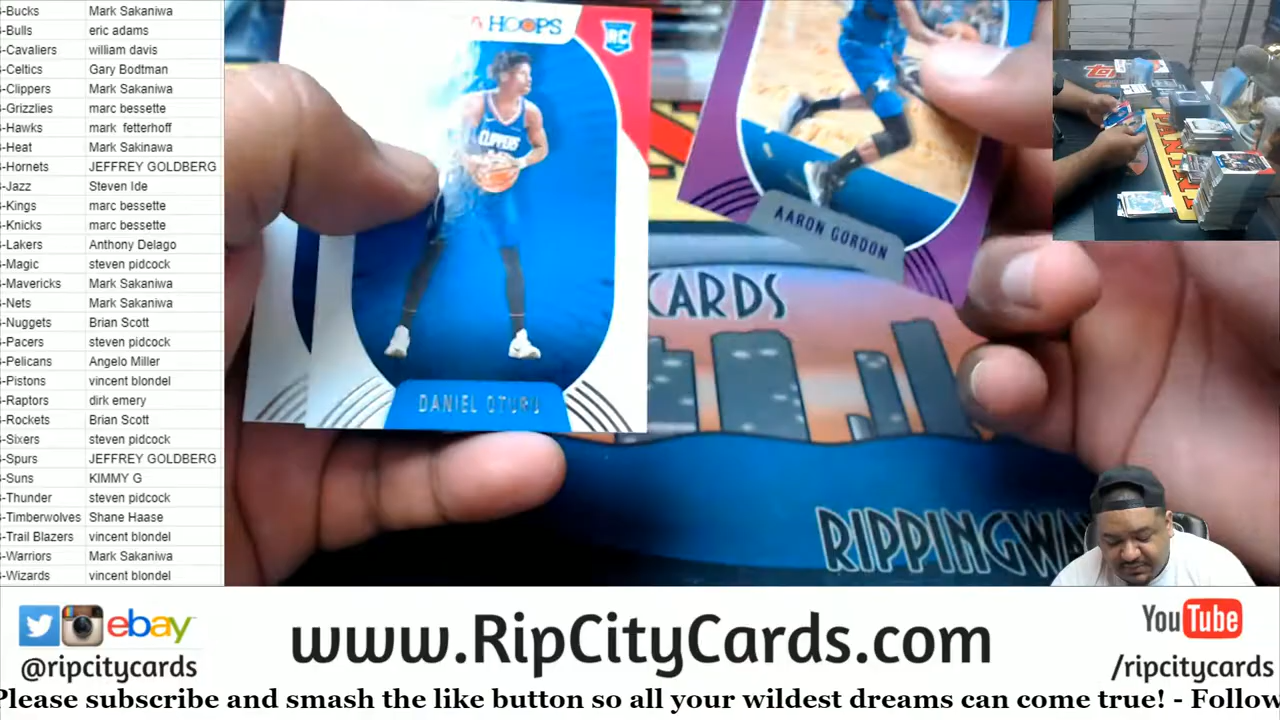 -Bucks Mark Sakaniwa
-Bulls eric adams
-Cavaliers william davis
-Celtics Gary Bodtman
-Clippers Mark Sakaniwa
-Grizzlies marc bessette
-Hawks mark fetterhoff
-Heat Mark Sakinawa
-Hornets JEFFREY GOLDBERG
-Jazz Steven Ide
-Kings marc bessette
-Knicks marc bessette
-Lakers Anthony Delago
-Magic steven pidcock
-Mavericks Mark Sakaniwa
-Nets Mark Sakaniwa
-Nuggets Brian Scott
-Pacers steven pidcock
-Pelicans Angelo Miller
-Pistons vincent blondel
-Raptors dirk emery
-Rockets Brian Scott
-Sixers steven pidcock
-Spurs JEFFREY GOLDBERG
-Suns KIMMY G
-Thunder steven pidcock
-Timberwolves Shane Haase
-Trail Blazers vincent blondel
-Warriors Mark Sakaniwa
-Wizards vincent blondel
HOOPS
RC
CLIPPERS
DANIEL OTURU
AARON GORDON
CARDS
RIPPINGWA
PANINI
ebay
@ripcitycards
www.RipCityCards.com
YouTube
/ripcitycards
Please subscribe and smash the like button so all your wildest dreams can come true! - Follow